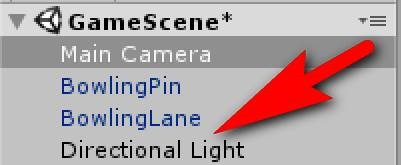 GameScene*
Main Camera
BowlingPin
BowlingLane
Directional Light